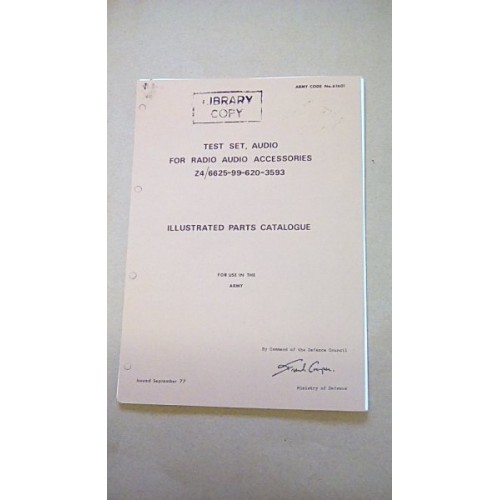 ARMY CODE No.
LIBRARY
COPY
TEST SET, AUDIO
FOR RADIO AUDIO ACCESSORIES
Z4/6625-99-620-3593
ILLUSTRATED PARTS CATALOGUE
FOR USE IN THE
ARMY
By Command of the Defence Council
Ministry of Defence
Issued September 77